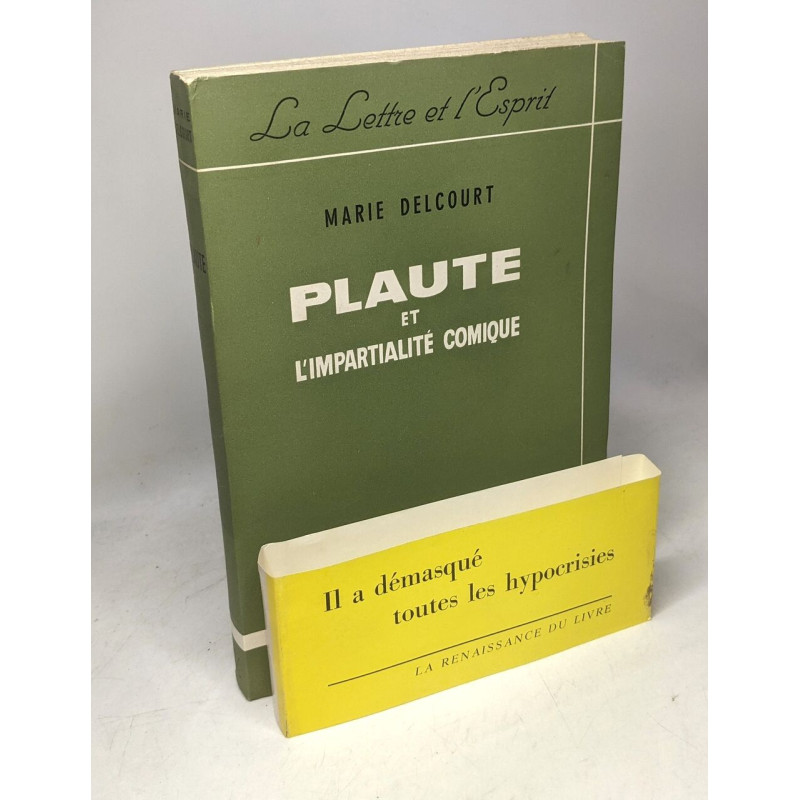 La Lettre et l'Esprit
MARIE DELCOURT
PLAUTE
ET
L'IMPARTIALITÉ COMIQUE
Il a démasqué
toutes les hypocrisies
LA RENAISSANCE DU LIVRE